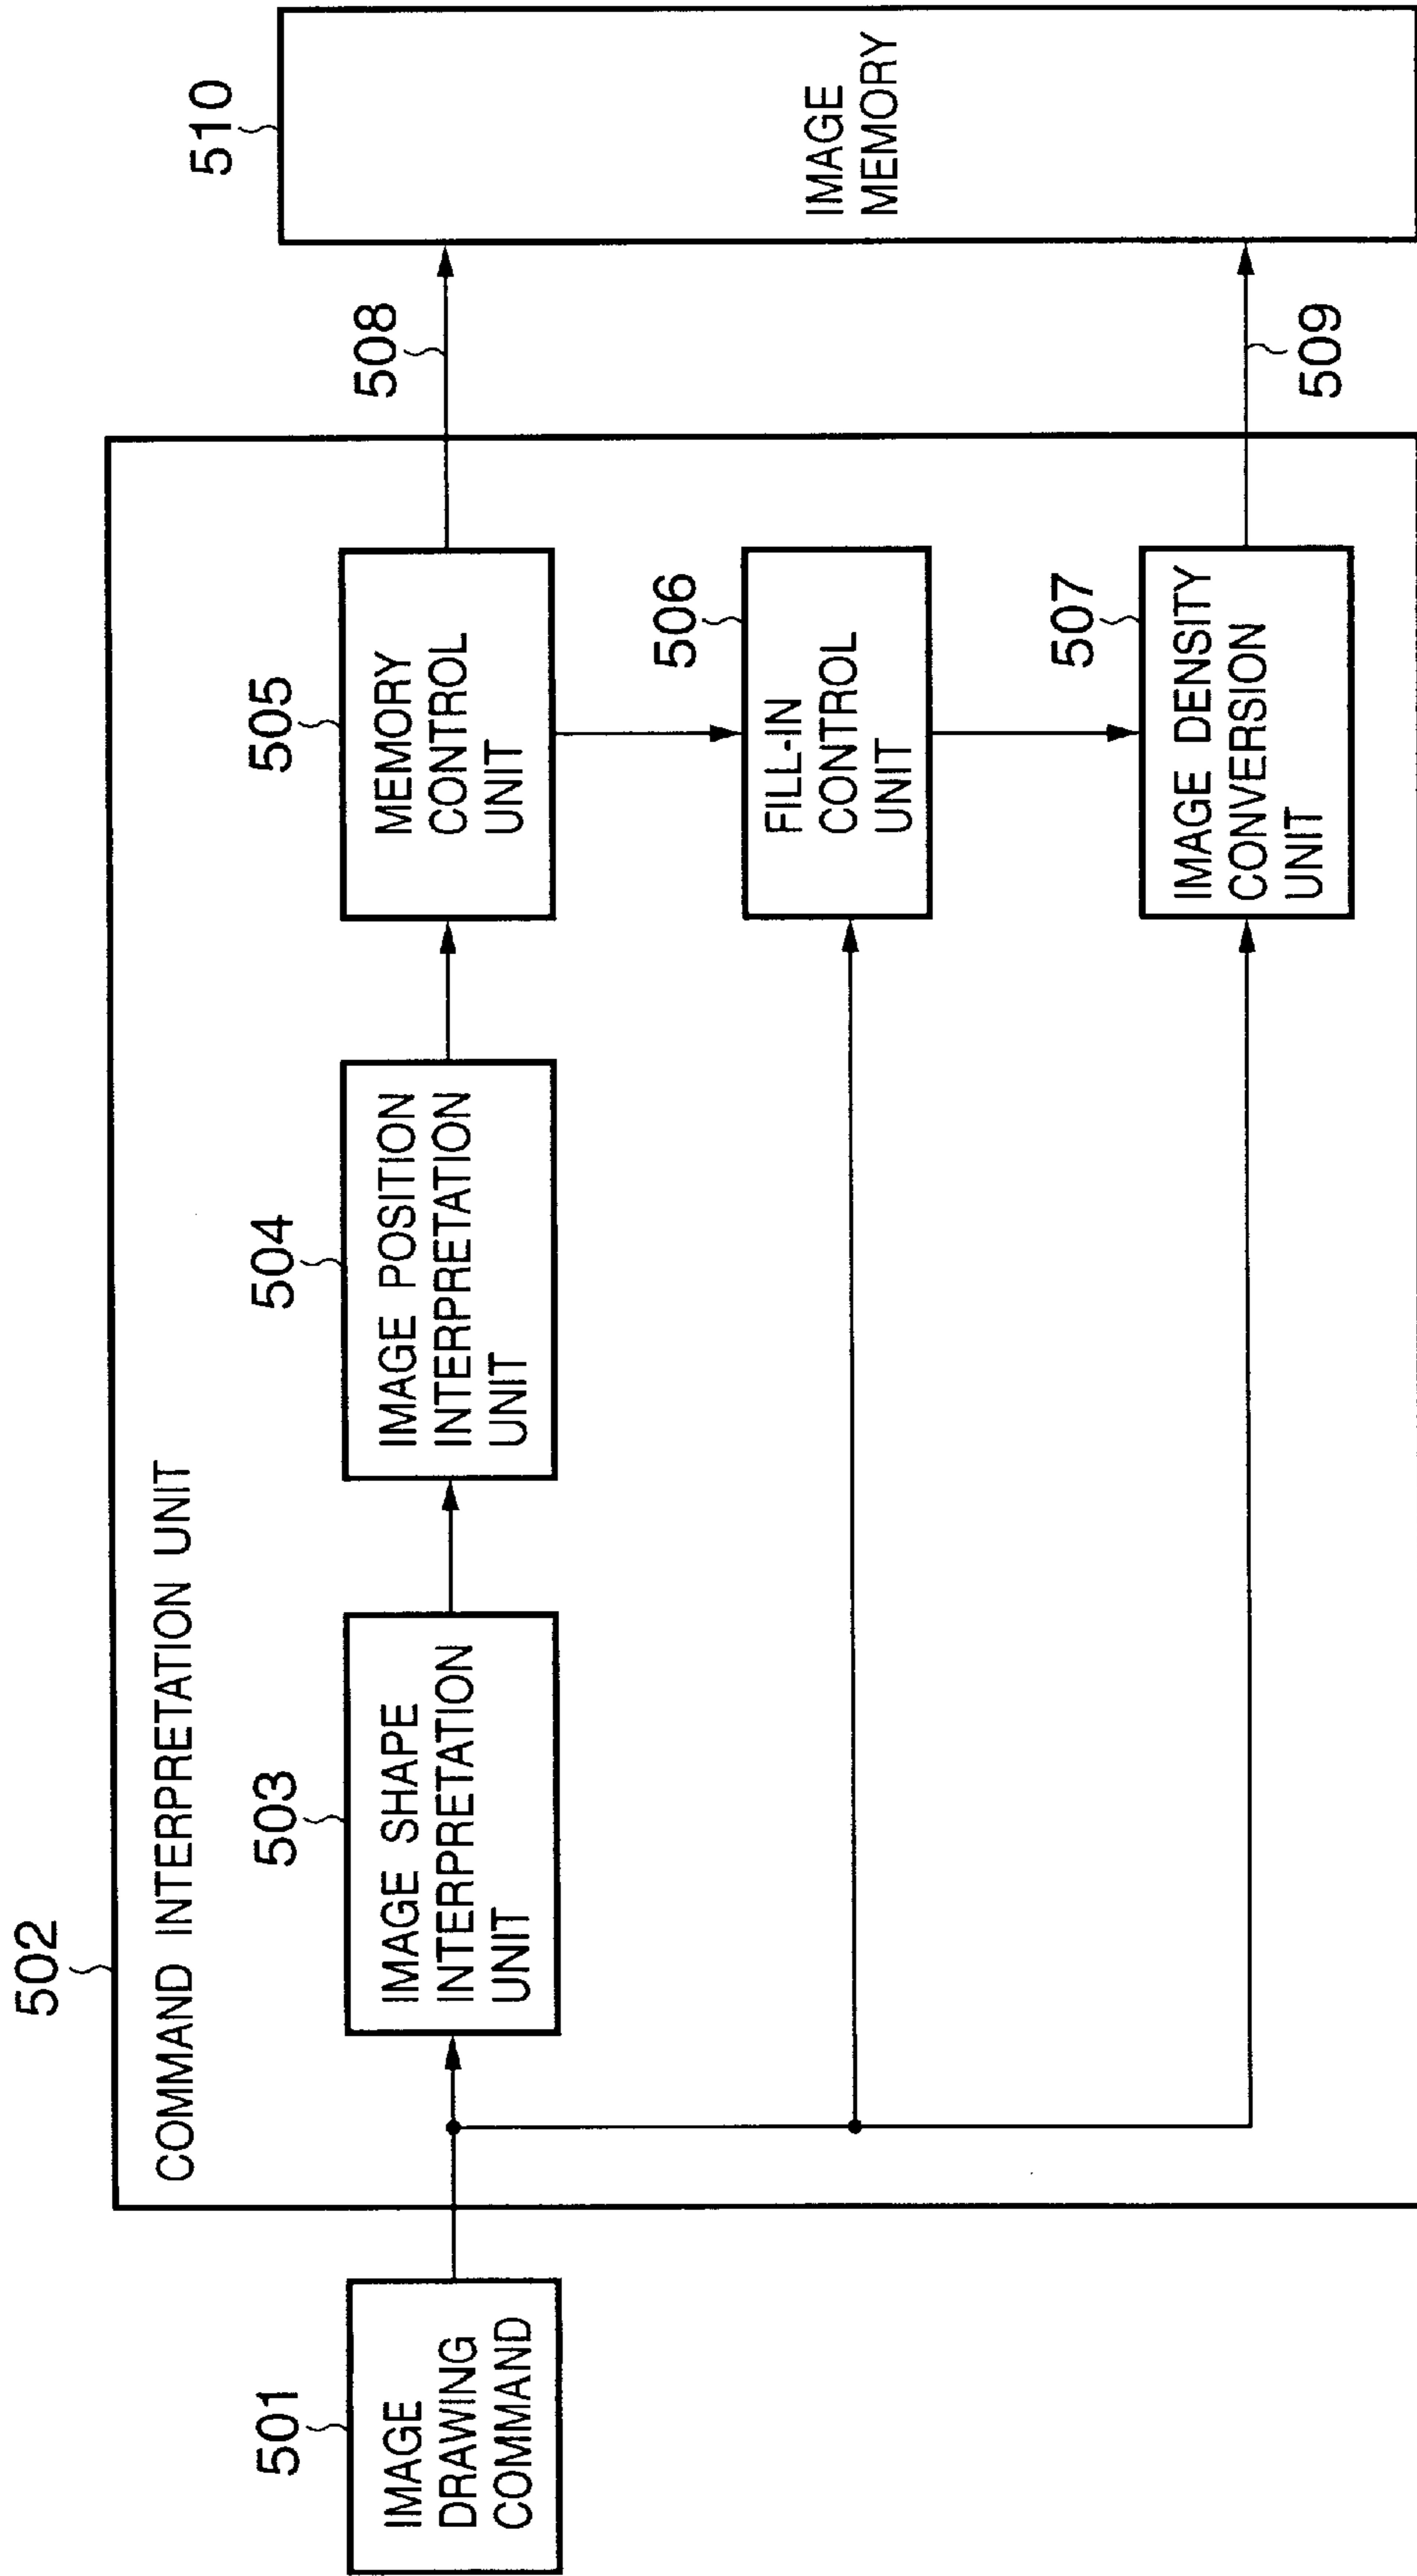 502
COMMAND INTERPRETATION UNIT
501
IMAGE
DRAWING
COMMAND
503
IMAGE SHAPE
INTERPRETATION
UNIT
504
IMAGE POSITION
INTERPRETATION
UNIT
505
MEMORY
CONTROL
UNIT
506
FILL-IN
CONTROL
UNIT
507
IMAGE DENSITY
CONVERSION
UNIT
508
509
510
IMAGE
MEMORY